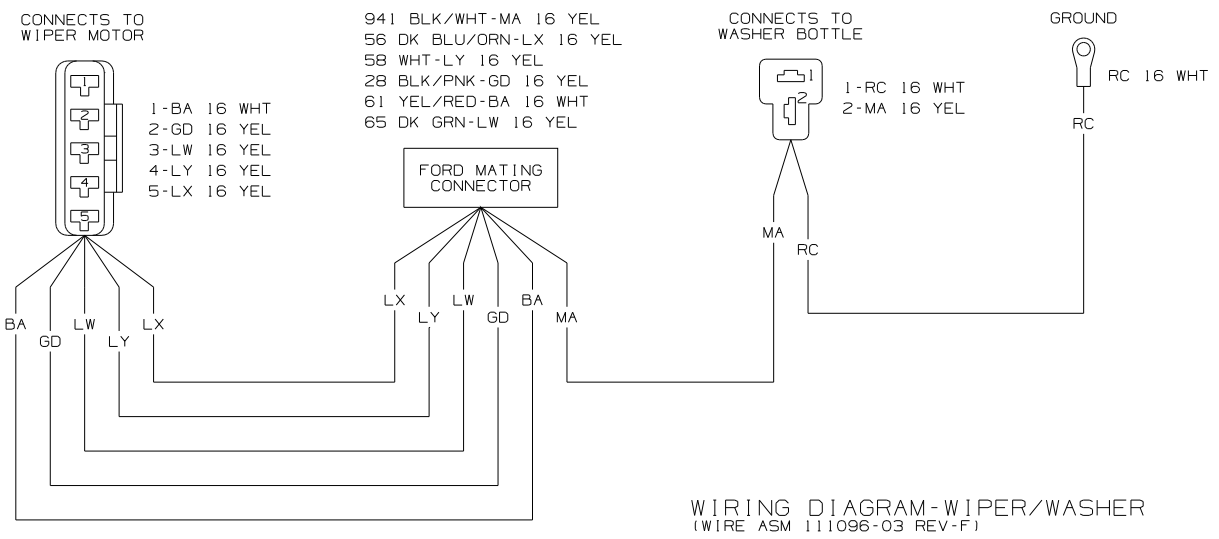 CONNECTS TO
WIPER MOTOR
1
2
3
4
5
1-BA 16 WHT
2-GD 16 YEL
3-LW 16 YEL
4-LY 16 YEL
5-LX 16 YEL
BA
GD
LW
LY
LX
941 BLK/WHT-MA 16 YEL
56 DK BLU/ORN-LX 16 YEL
58 WHT-LY 16 YEL
28 BLK/PNK-GD 16 YEL
61 YEL/RED-BA 16 WHT
65 DK GRN-LW 16 YEL
FORD MATING
CONNECTOR
LX
LY
LW
GD
BA
MA
CONNECTS TO
WASHER BOTTLE
1
2
1-RC 16 WHT
2-MA 16 YEL
MA
RC
GROUND
RC 16 WHT
RC
WIRING DIAGRAM-WIPER/WASHER
(WIRE ASM 111096-03 REV-F)